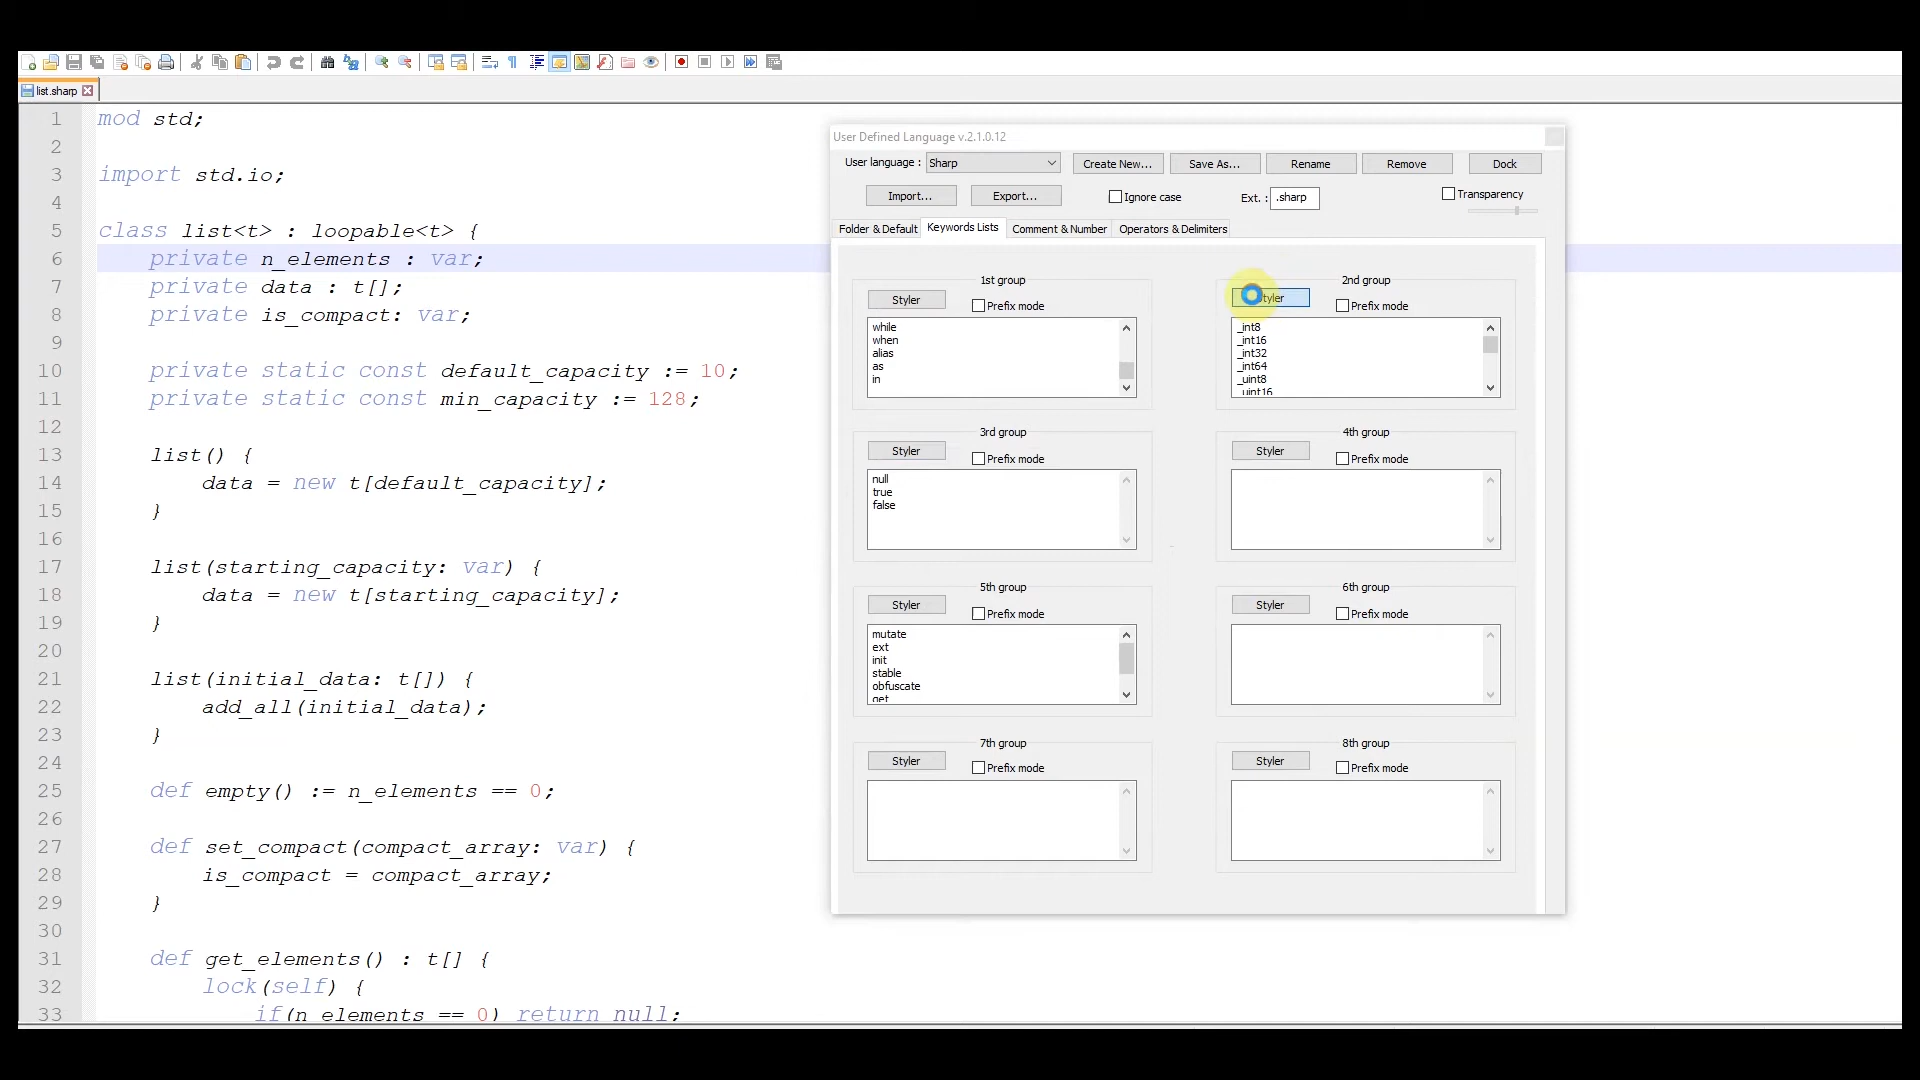 list.sharp
1 mod std;
2
3 import std.io;
4
5 class list<t> : loopable<t> {
6 private n_elements : var;
7 private data : t[];
8 private is_compact: var;
9
10 private static const default_capacity := 10;
11 private static const min_capacity := 128;
12
13 list() {
14 data = new t[default_capacity];
15 }
16
17 list(starting_capacity: var) {
18 data = new t[starting_capacity];
19 }
20
21 list(initial_data: t[]) {
22 add_all(initial_data);
23 }
24
25 def empty() := n_elements == 0;
26
27 def set_compact(compact_array: var) {
28 is_compact = compact_array;
29 }
30
31 def get_elements() : t[] {
32 lock(self) {
33 if(n_elements == 0) return null;
User Defined Language v.2.1.0.12
User language : Sharp Create New... Save As... Rename Remove Dock
Import... Export... Ignore case Ext. : .sharp Transparency
Folder & Default Keywords Lists Comment & Number Operators & Delimiters
1st group
Styler Prefix mode
while
when
alias
as
in
2nd group
Styler Prefix mode
_int8
_int16
_int32
_int64
_uint8
_uint16
3rd group
Styler Prefix mode
null
true
false
4th group
Styler Prefix mode
5th group
Styler Prefix mode
mutate
ext
init
stable
obfuscate
get
6th group
Styler Prefix mode
7th group
Styler Prefix mode
8th group
Styler Prefix mode